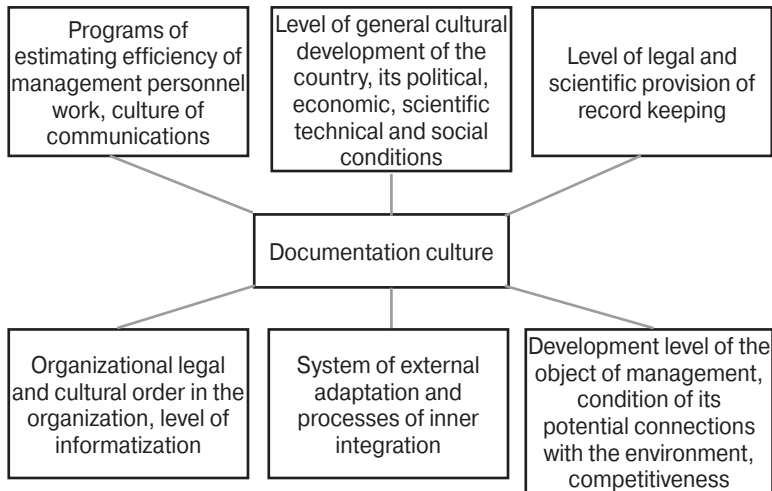 Programs of
estimating efficiency of
management personnel
work, culture of
communications
Level of general cultural
development of the
country, its political,
economic, scientific
technical and social
conditions
Level of legal and
scientific provision of
record keeping
Documentation culture
Organizational legal
and cultural order in the
organization, level of
informatization
System of external
adaptation and
processes of inner
integration
Development level of the
object of management,
condition of its
potential connections
with the environment,
competitiveness